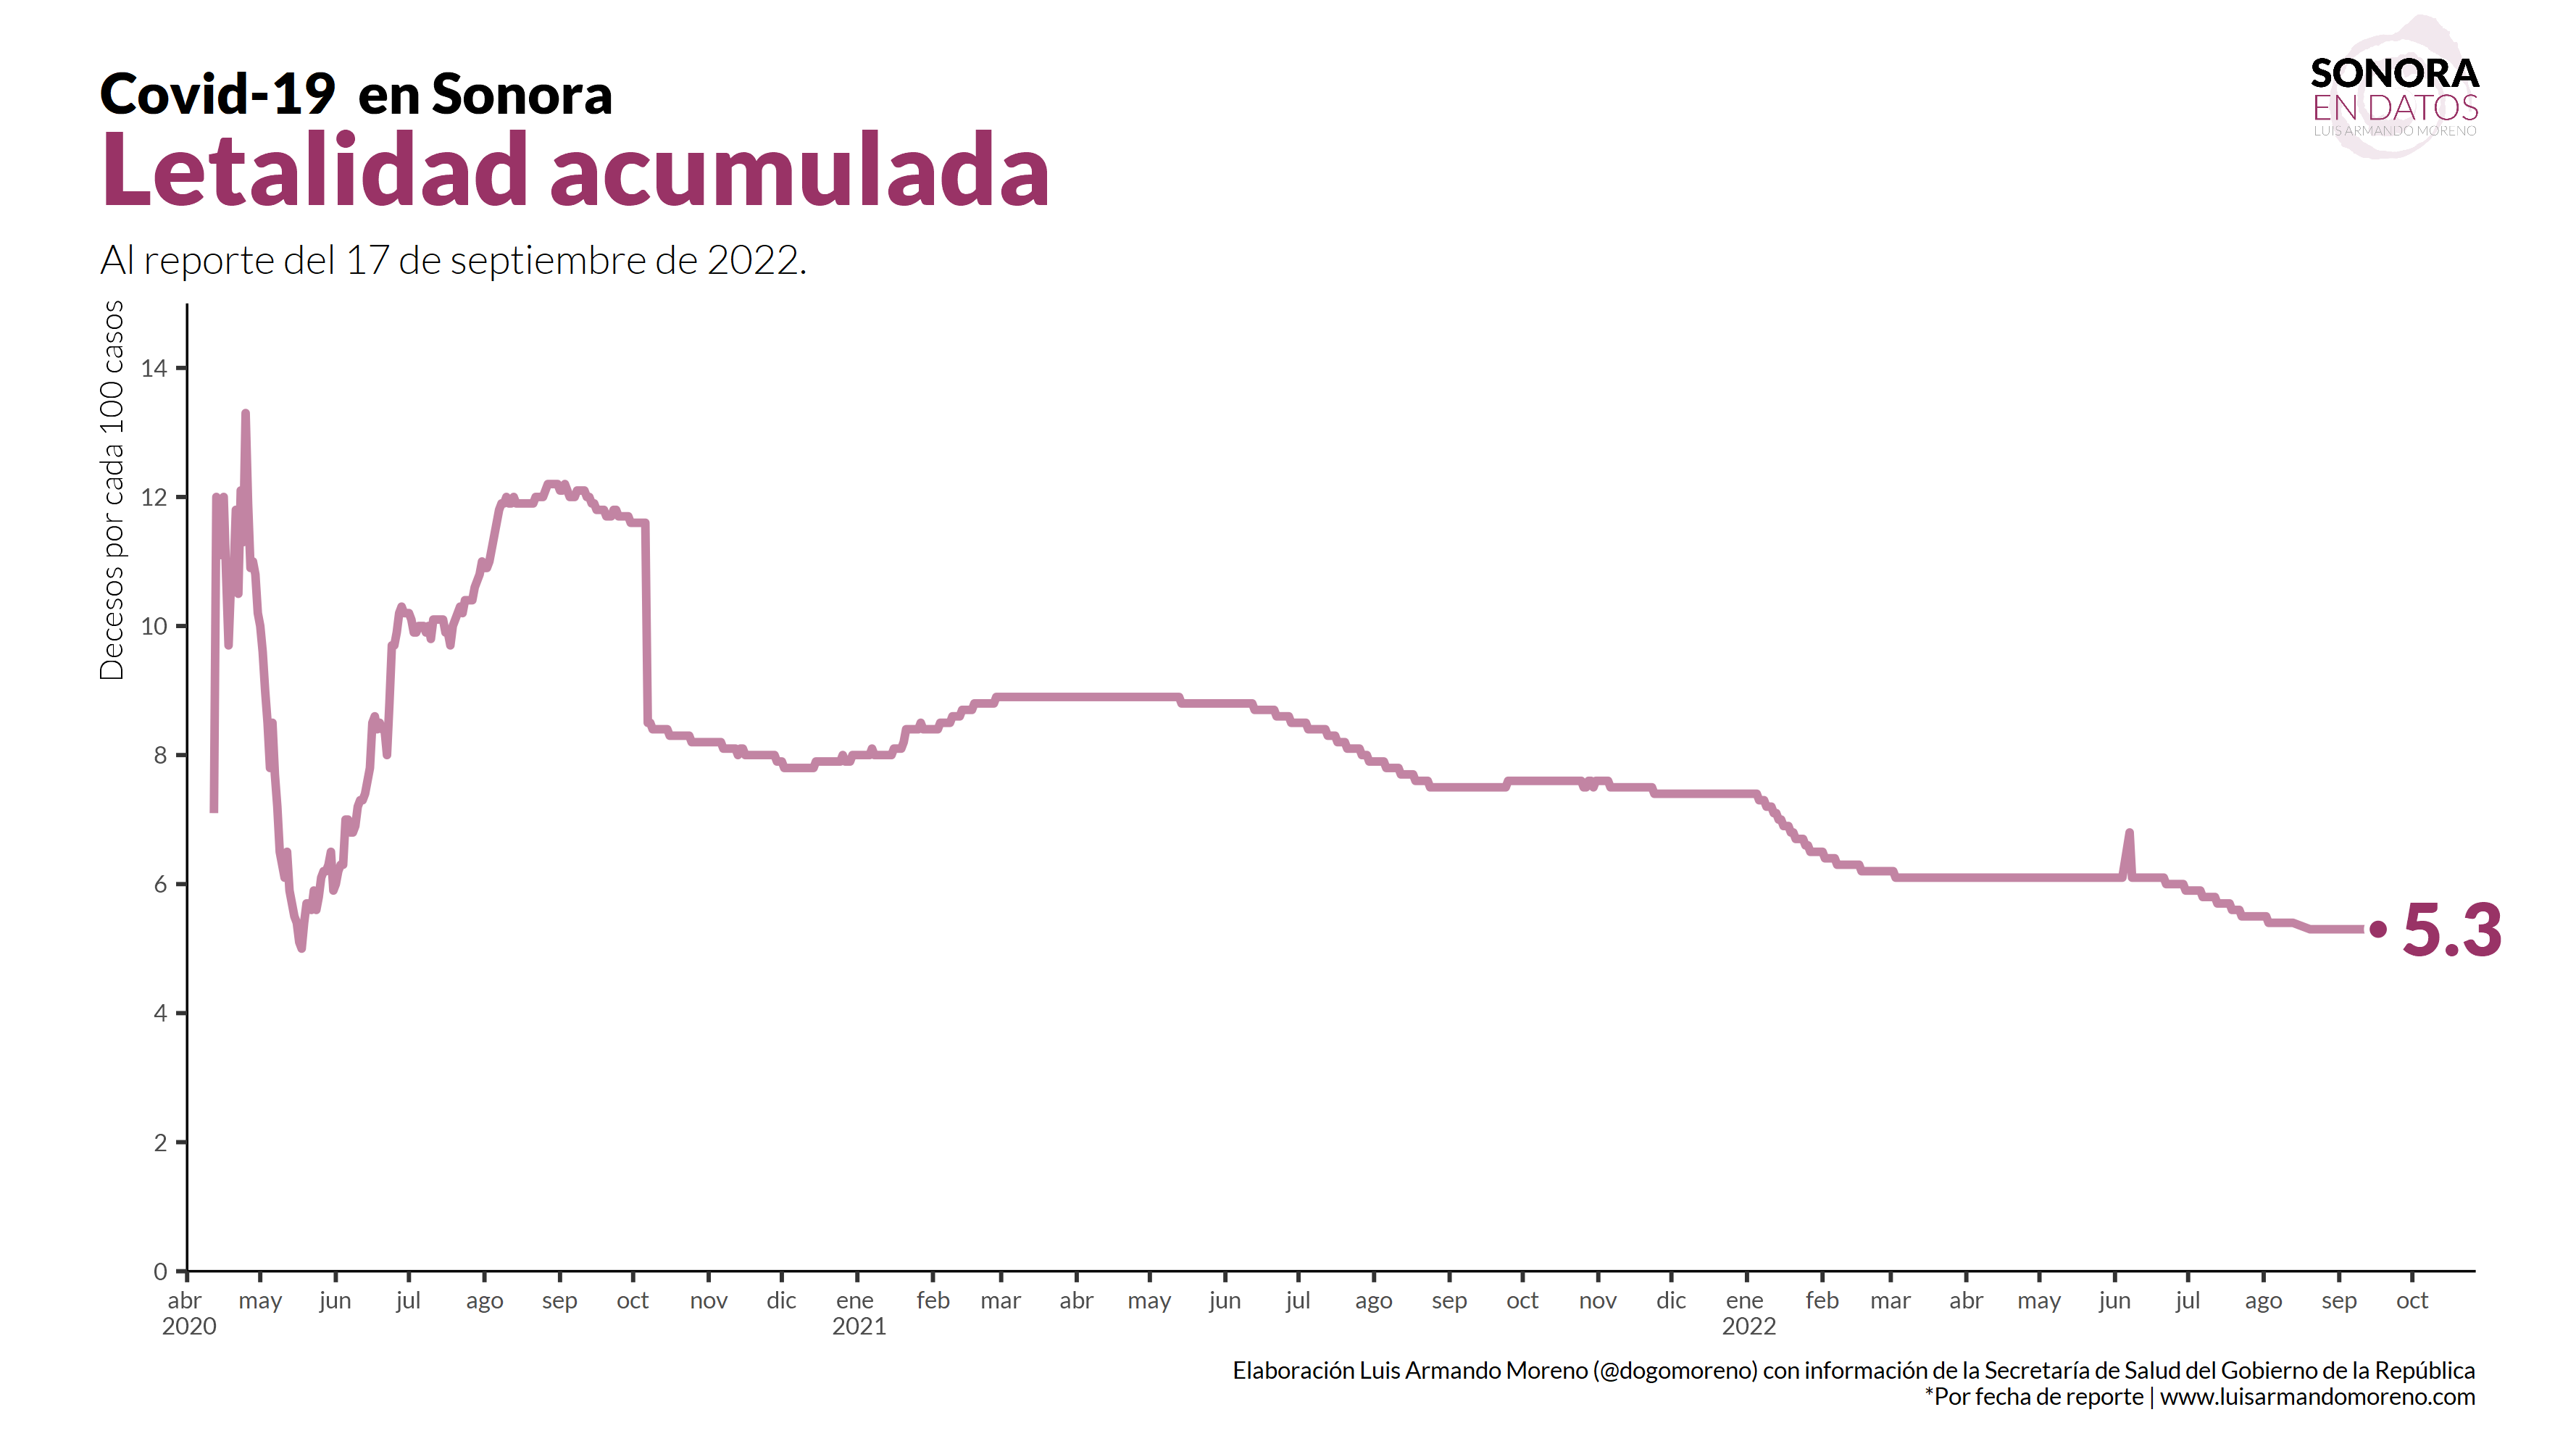 Covid-19 en Sonora
Letalidad acumulada
Al reporte del 17 de septiembre de 2022.
SONORA
EN DATOS
LUIS ARMANDO MORENO
Decesos por cada 100 casos
14
12
10
8
6
4
2
0
5.3
abr may jun jul ago sep oct nov dic ene feb mar abr may jun jul ago sep oct nov dic ene feb mar abr may jun jul ago sep oct
2020 2021 2022
Elaboración Luis Armando Moreno (@dogomoreno) con información de la Secretaría de Salud del Gobierno de la República
*Por fecha de reporte | www.luisarmandomoreno.com